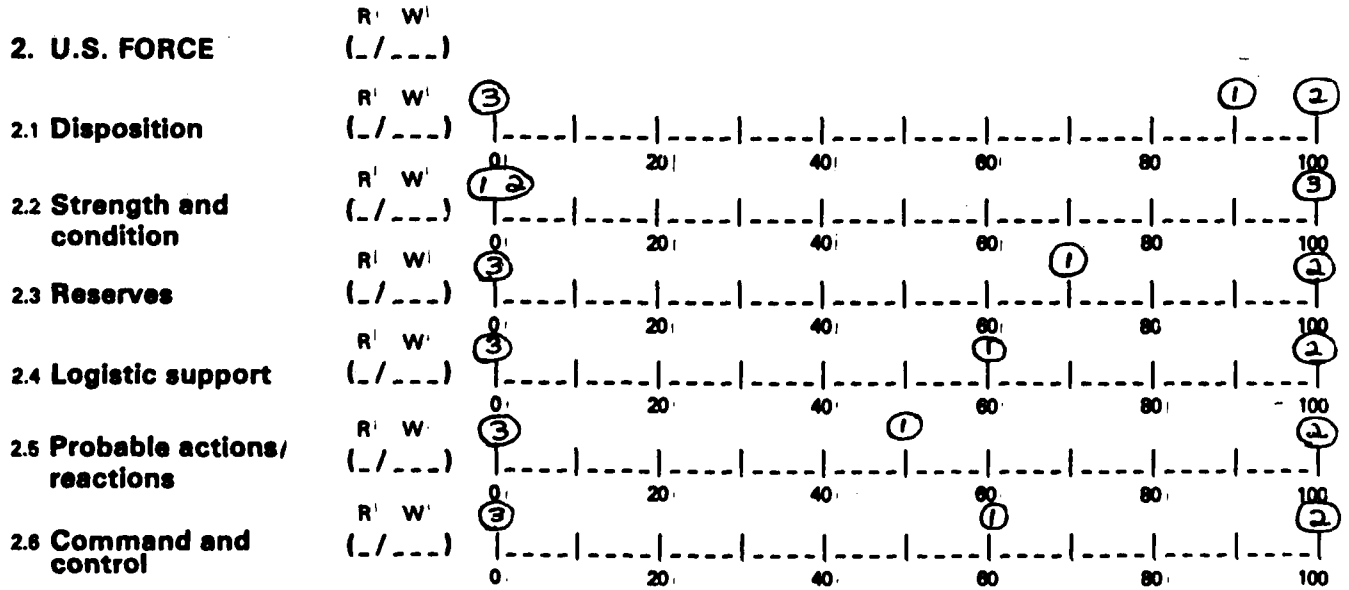 R W
2. U.S. FORCE (_/___)
R W ③ ① ②
2.1 Disposition (_/___)
0 20 40 60 80 100
R W 1 2 ③
2.2 Strength and (_/___)
condition
0 20 40 60 80 100
R W ③ ① ②
2.3 Reserves (_/___)
0 20 40 60 80 100
R W ③ ① ②
2.4 Logistic support (_/___)
0 20 40 60 80 100
R W ③ ① ②
2.5 Probable actions/ (_/___)
reactions
0 20 40 60 80 100
R W ③ ① ②
2.6 Command and (_/___)
control
0 20 40 60 80 100